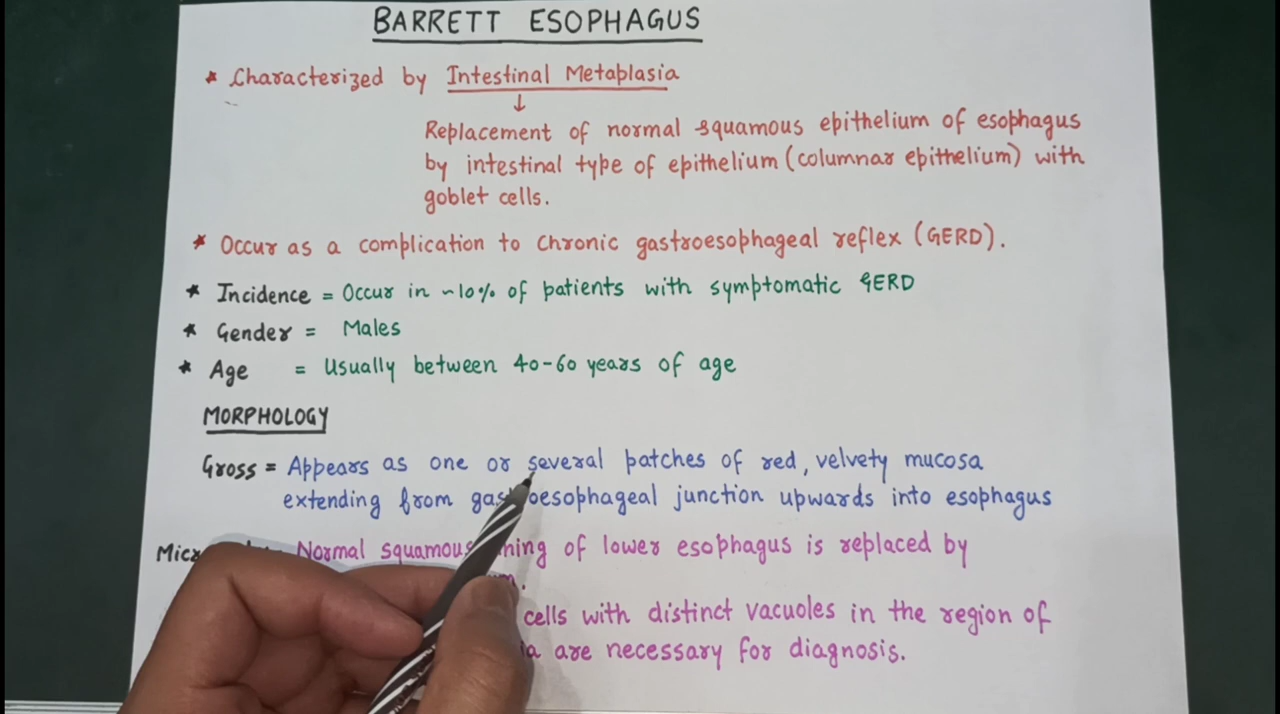 BARRETT ESOPHAGUS
* Characterized by Intestinal Metaplasia
↓
Replacement of normal squamous epithelium of esophagus
by intestinal type of epithelium (columnar epithelium) with
goblet cells.
* Occur as a complication to chronic gastroesophageal reflex (GERD).
* Incidence = Occur in ~10% of patients with symptomatic GERD
* Gender = Males
* Age = Usually between 40-60 years of age
MORPHOLOGY
Gross = Appears as one or several patches of red, velvety mucosa
extending from gastroesophageal junction upwards into esophagus
Normal squamous of lower esophagus is replaced by
cells with distinct vacuoles in the region of
are necessary for diagnosis.